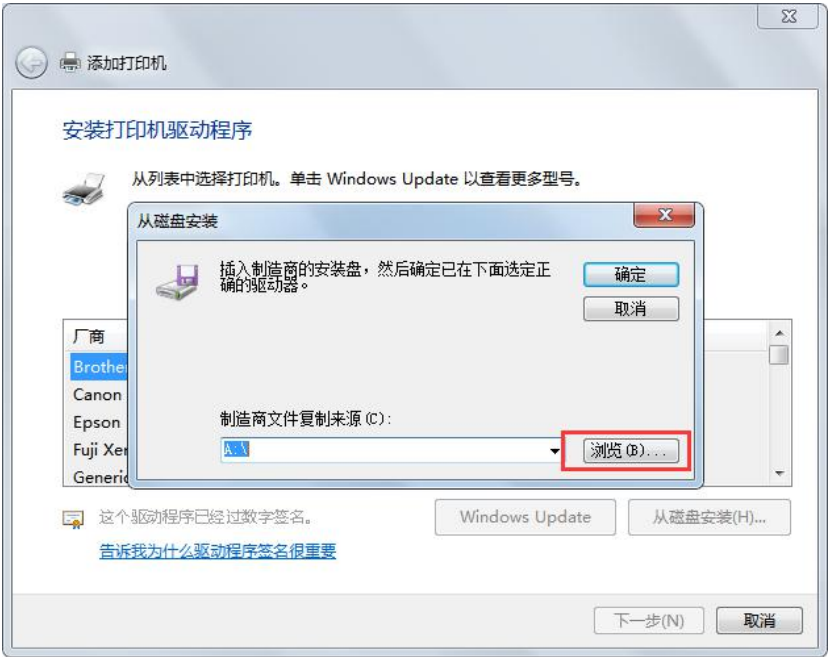 添加打印机
安装打印机驱动程序
从列表中选择打印机。单击 Windows Update 以查看更多型号。
从磁盘安装
插入制造商的安装盘，然后确定已在下面选定正
确的驱动器。
确定
取消
厂商
Brothe
Canon
Epson
Fuji Xer
Generic
制造商文件复制来源(C):
A:\
浏览(B)...
这个驱动程序已经过数字签名。
Windows Update
从磁盘安装(H)...
告诉我为什么驱动程序签名很重要
下一步(N)
取消